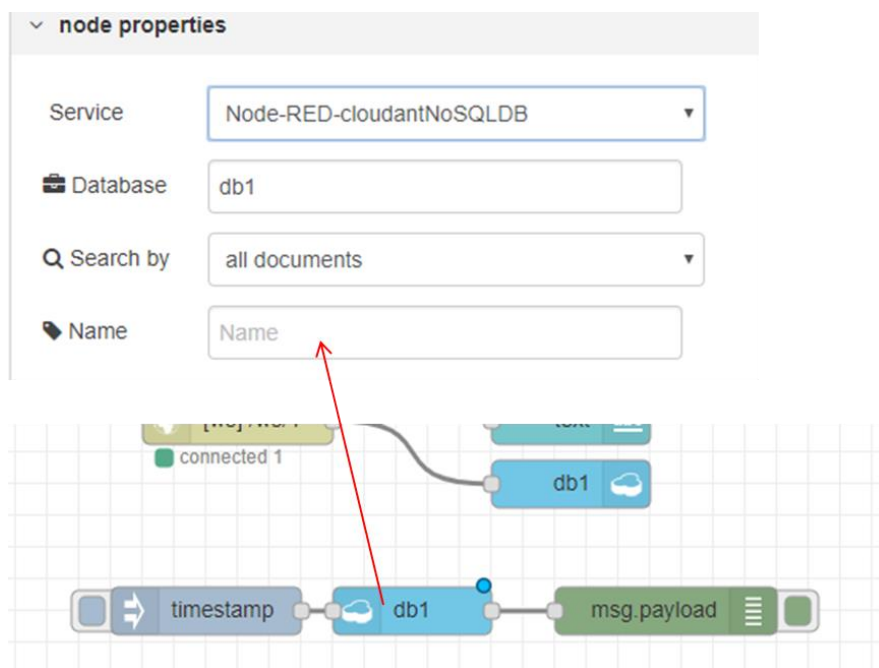 node properties
Service
Node-RED-cloudantNoSQLDB
Database
db1
Search by
all documents
Name
Name
connected 1
db1
timestamp
db1
msg.payload